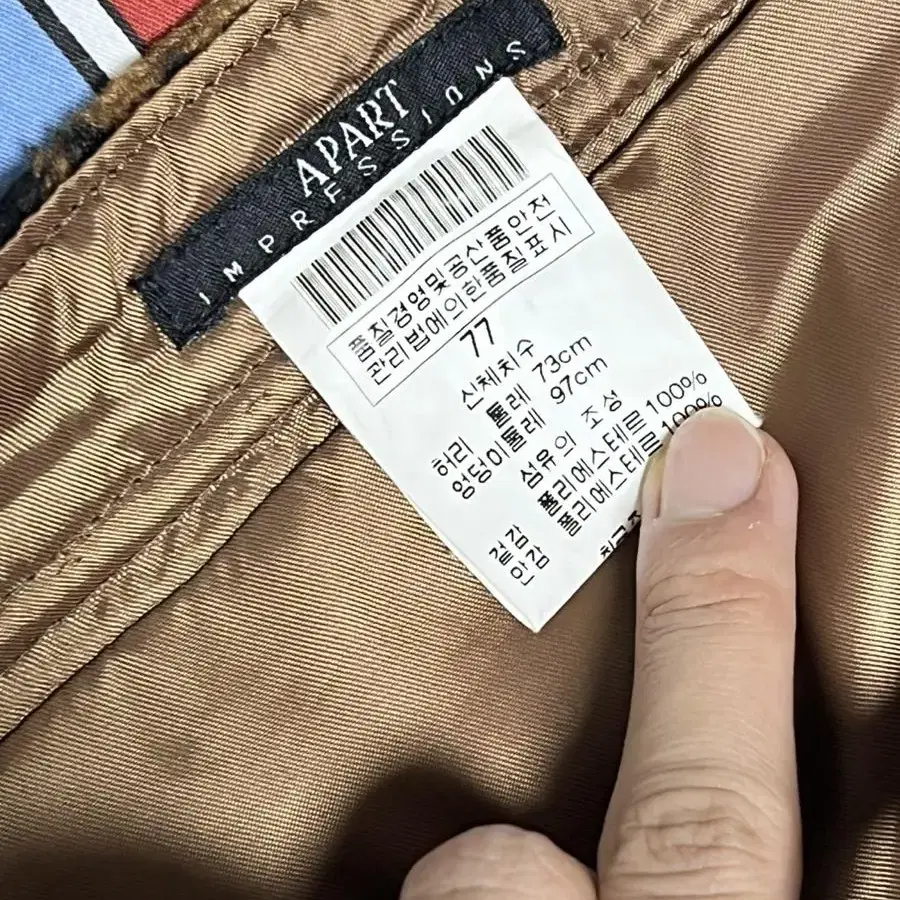 APART
IMPRESSIONS
품질경영및공산품안전
관리법에의한품질표시
77
신체치수
허리 둘레 73cm
엉덩이둘레 97cm
섬유의 조성
겉감 폴리에스테르 100%
안감 폴리에스테르 100%